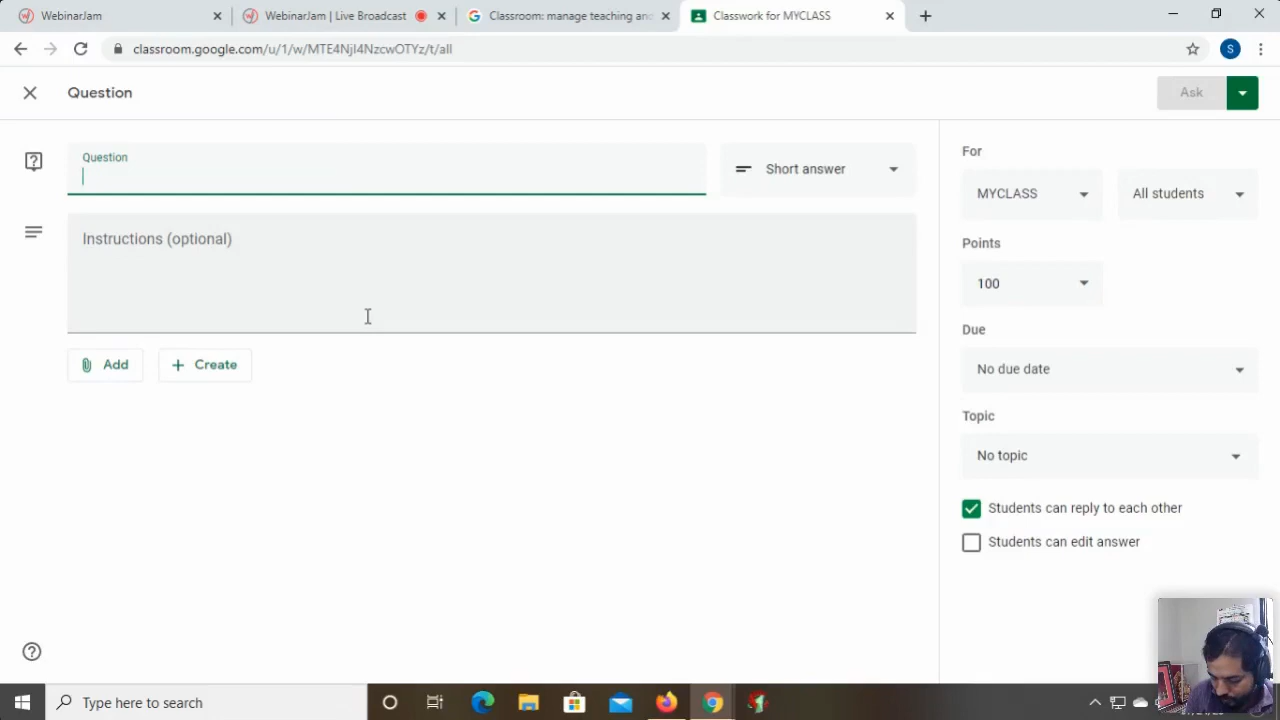 WebinarJam
WebinarJam | Live Broadcast
Classroom: manage teaching and
Classwork for MYCLASS
classroom.google.com/u/1/w/MTE4NjI4NzcwOTYz/t/all
S
Question
Ask
Question
Short answer
Instructions (optional)
Add
Create
For
MYCLASS
All students
Points
100
Due
No due date
Topic
No topic
Students can reply to each other
Students can edit answer
Type here to search